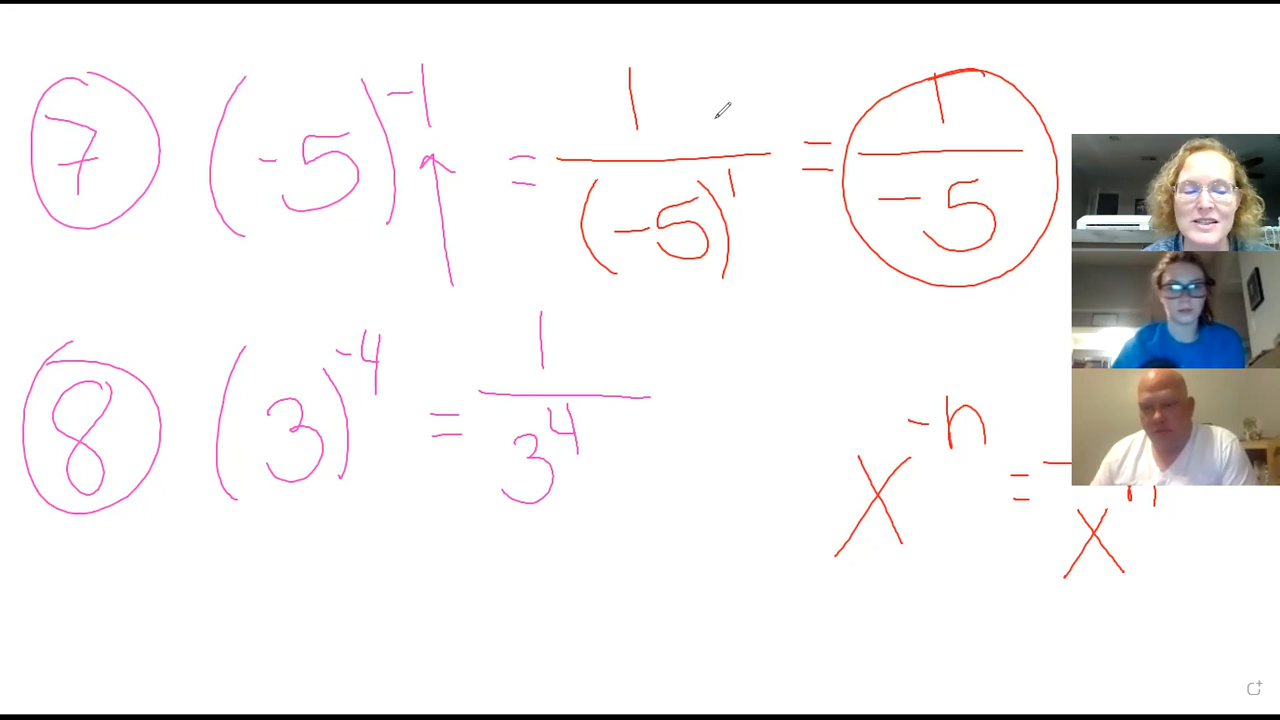 7 (-5)^-1 = 1/(-5)^1 = 1/-5
8 (3)^-4 = 1/3^4
x^-n = 1/x^n